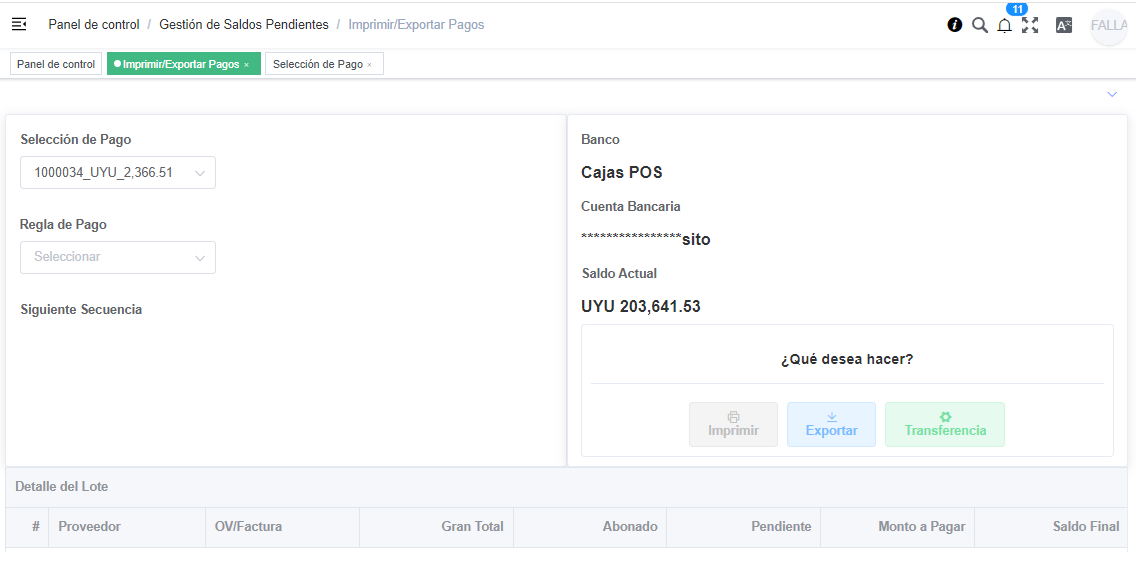 Panel de control / Gestión de Saldos Pendientes / Imprimir/Exportar Pagos
11
FALLA
Panel de control
Imprimir/Exportar Pagos ×
Selección de Pago ×
Selección de Pago
1000034_UYU_2,366.51
Regla de Pago
Seleccionar
Siguiente Secuencia
Banco
Cajas POS
Cuenta Bancaria
****************sito
Saldo Actual
UYU 203,641.53
¿Qué desea hacer?
Imprimir Exportar Transferencia
Detalle del Lote
# Proveedor OV/Factura Gran Total Abonado Pendiente Monto a Pagar Saldo Final